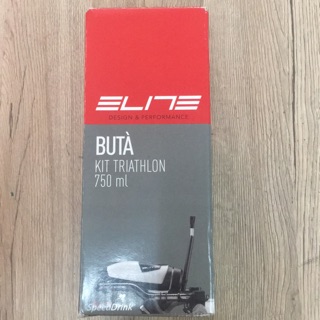 ELITE
DESIGN & PERFORMANCE
BUTÀ
KIT TRIATHLON
750 ml
SpeedDrink